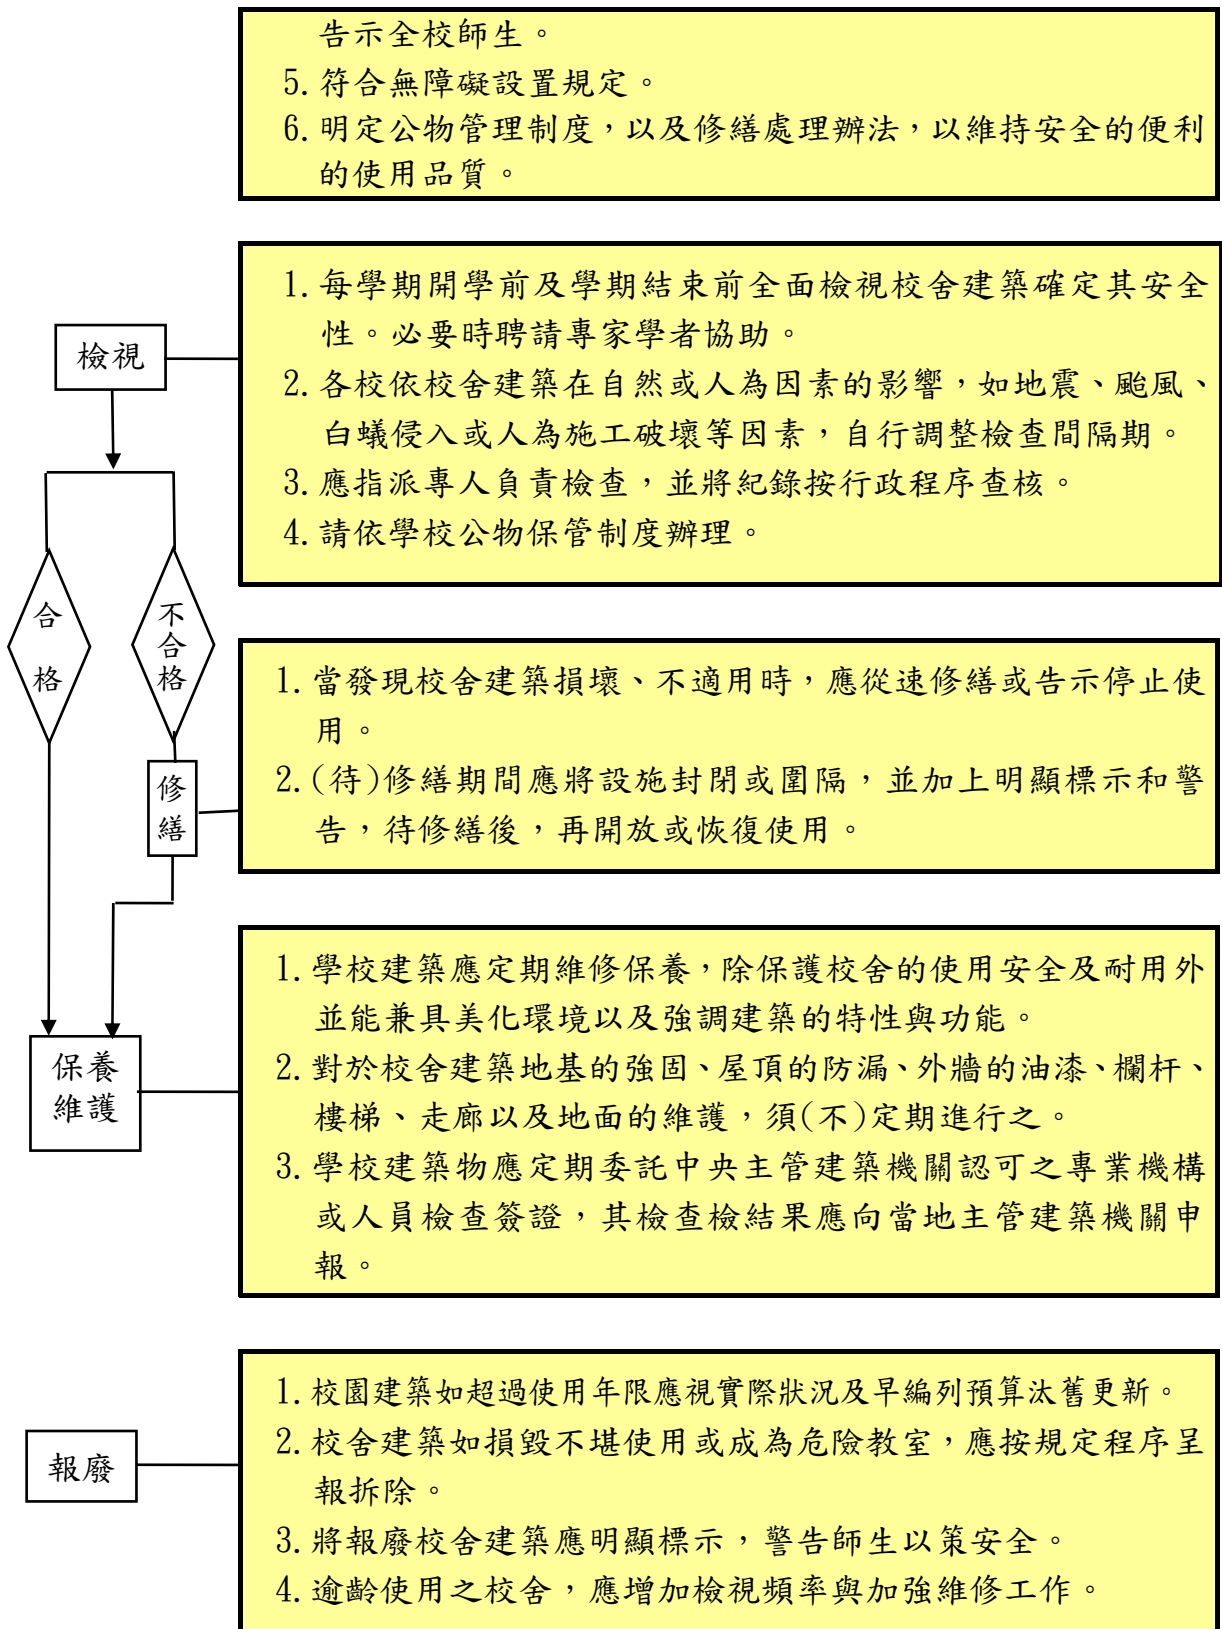 告示全校師生。
5.符合無障礙設置規定。
6.明定公物管理制度，以及修繕處理辦法，以維持安全的便利
的使用品質。
檢視
1.每學期開學前及學期結束前全面檢視校舍建築確定其安全
性。必要時聘請專家學者協助。
2.各校依校舍建築在自然或人為因素的影響，如地震、颱風、
白蟻侵入或人為施工破壞等因素，自行調整檢查間隔期。
3.應指派專人負責檢查，並將紀錄按行政程序查核。
4.請依學校公物保管制度辦理。
合
格
不
合
格
修
繕
1.當發現校舍建築損壞、不適用時，應從速修繕或告示停止使
用。
2.(待)修繕期間應將設施封閉或圍隔，並加上明顯標示和警
告，待修繕後，再開放或恢復使用。
保養
維護
1.學校建築應定期維修保養，除保護校舍的使用安全及耐用外
並能兼具美化環境以及強調建築的特性與功能。
2.對於校舍建築地基的強固、屋頂的防漏、外牆的油漆、欄杆、
樓梯、走廊以及地面的維護，須(不)定期進行之。
3.學校建築物應定期委託中央主管建築機關認可之專業機構
或人員檢查簽證，其檢查檢結果應向當地主管建築機關申
報。
報廢
1.校園建築如超過使用年限應視實際狀況及早編列預算汰舊更新。
2.校舍建築如損毀不堪使用或成為危險教室，應按規定程序呈
報拆除。
3.將報廢校舍建築應明顯標示，警告師生以策安全。
4.逾齡使用之校舍，應增加檢視頻率與加強維修工作。